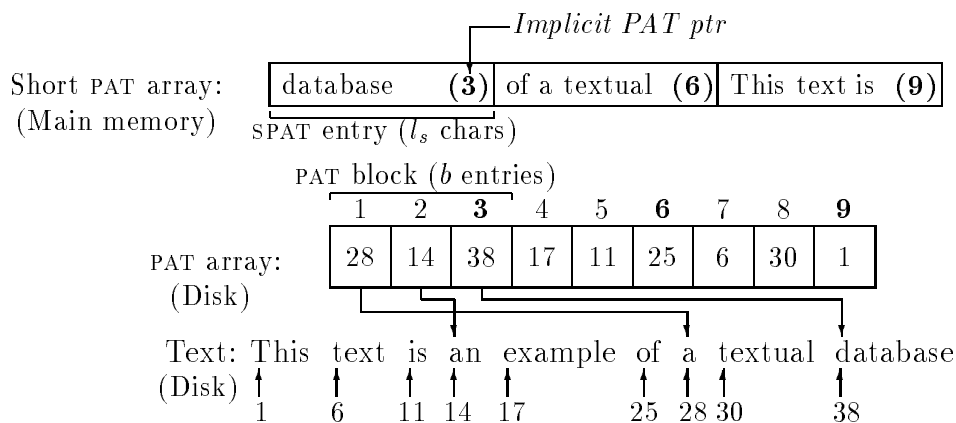 Implicit PAT ptr
Short PAT array: database (3) of a textual (6) This text is (9)
(Main memory)
SPAT entry (l_s chars)
PAT block (b entries)
1 2 3 4 5 6 7 8 9
PAT array: 28 14 38 17 11 25 6 30 1
(Disk)
Text: This text is an example of a textual database
(Disk)
1 6 11 14 17 25 28 30 38